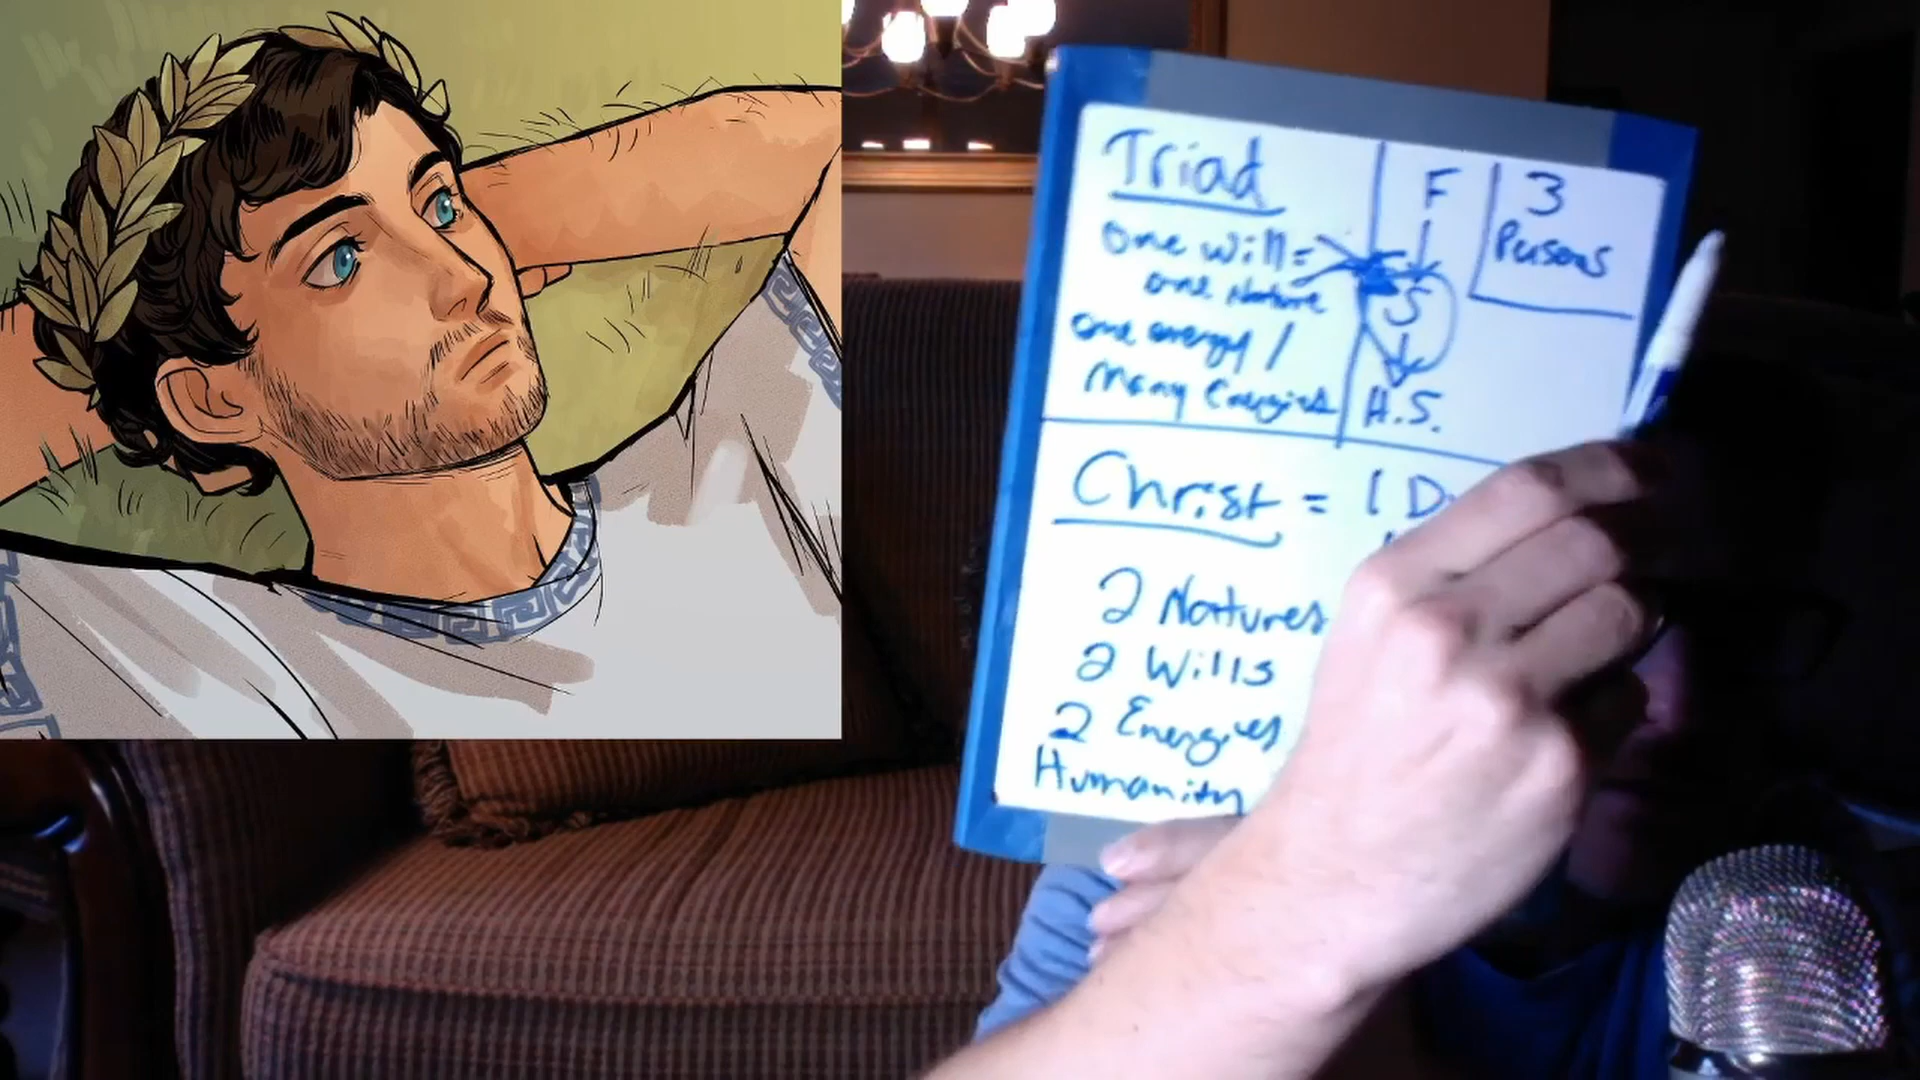 Triad
One Will =
one Nature
one energy /
Many Energies
F
S
H.S.
3
Persons
Christ = 1 D
2 Natures
2 Wills
2 Energies
Humanity